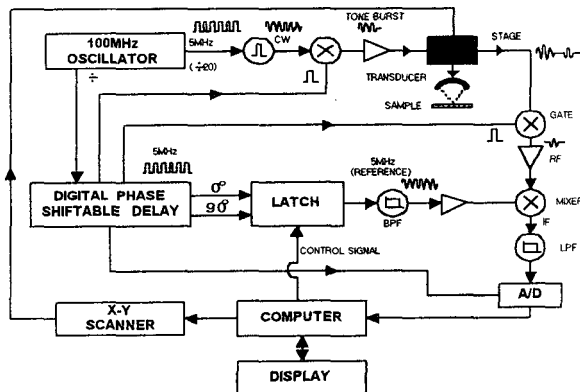 TONE BURST
100MHz
OSCILLATOR
5MHz
(÷20)
CW
STAGE
TRANSDUCER
SAMPLE
÷
GATE
5MHz
RF
DIGITAL PHASE
SHIFTABLE DELAY
0°
90°
LATCH
5MHz
(REFERENCE)
BPF
MIXER
IF
LPF
CONTROL SIGNAL
A/D
X-Y
SCANNER
COMPUTER
DISPLAY